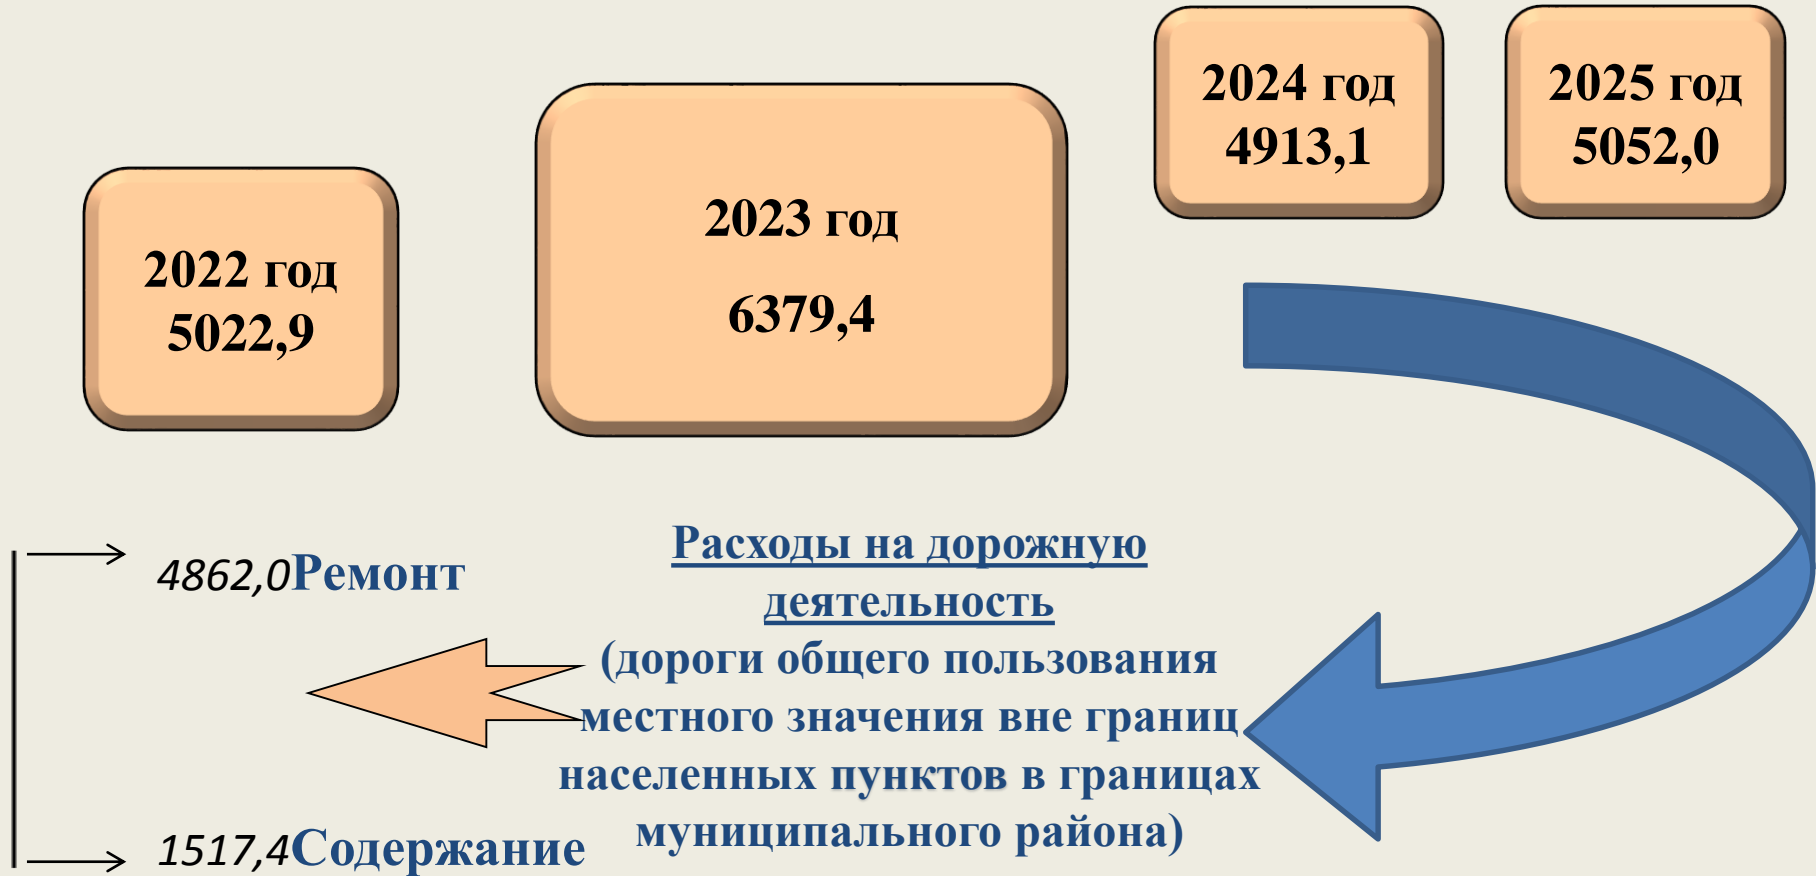 2022 год
5022,9
2023 год
6379,4
2024 год
4913,1
2025 год
5052,0
Расходы на дорожную
деятельность
(дороги общего пользования
местного значения вне границ
населенных пунктов в границах
муниципального района)
4862,0Ремонт
1517,4Содержание